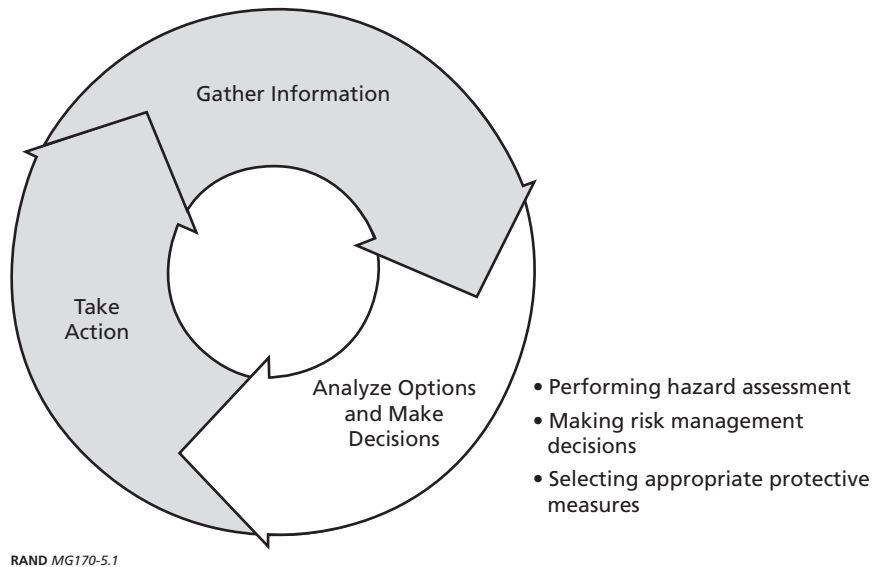 Gather Information
Take
Action
Analyze Options
and Make
Decisions
• Performing hazard assessment
• Making risk management
decisions
• Selecting appropriate protective
measures
RAND MG170-5.1